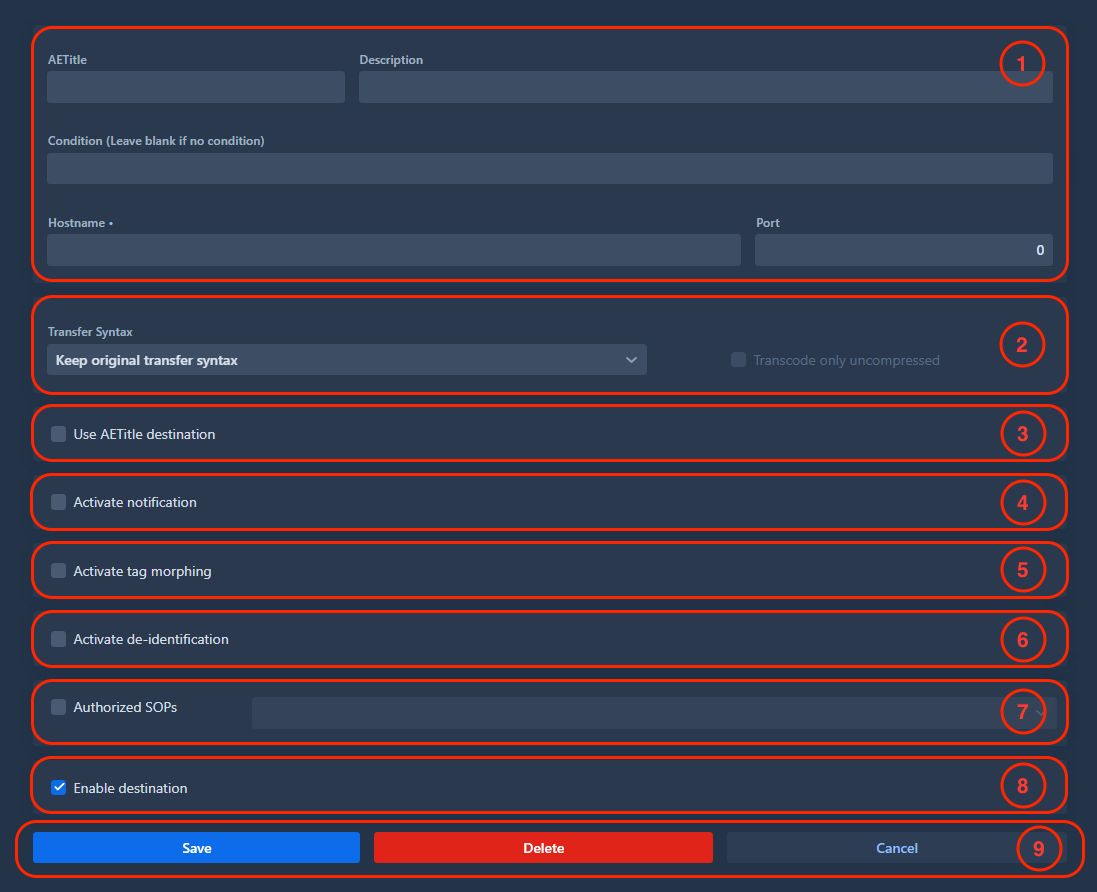 AETitle Description 1
Condition (Leave blank if no condition)
Hostname • Port
0
Transfer Syntax
Keep original transfer syntax Transcode only uncompressed 2
Use AETitle destination 3
Activate notification 4
Activate tag morphing 5
Activate de-identification 6
Authorized SOPs 7
Enable destination 8
Save Delete Cancel 9